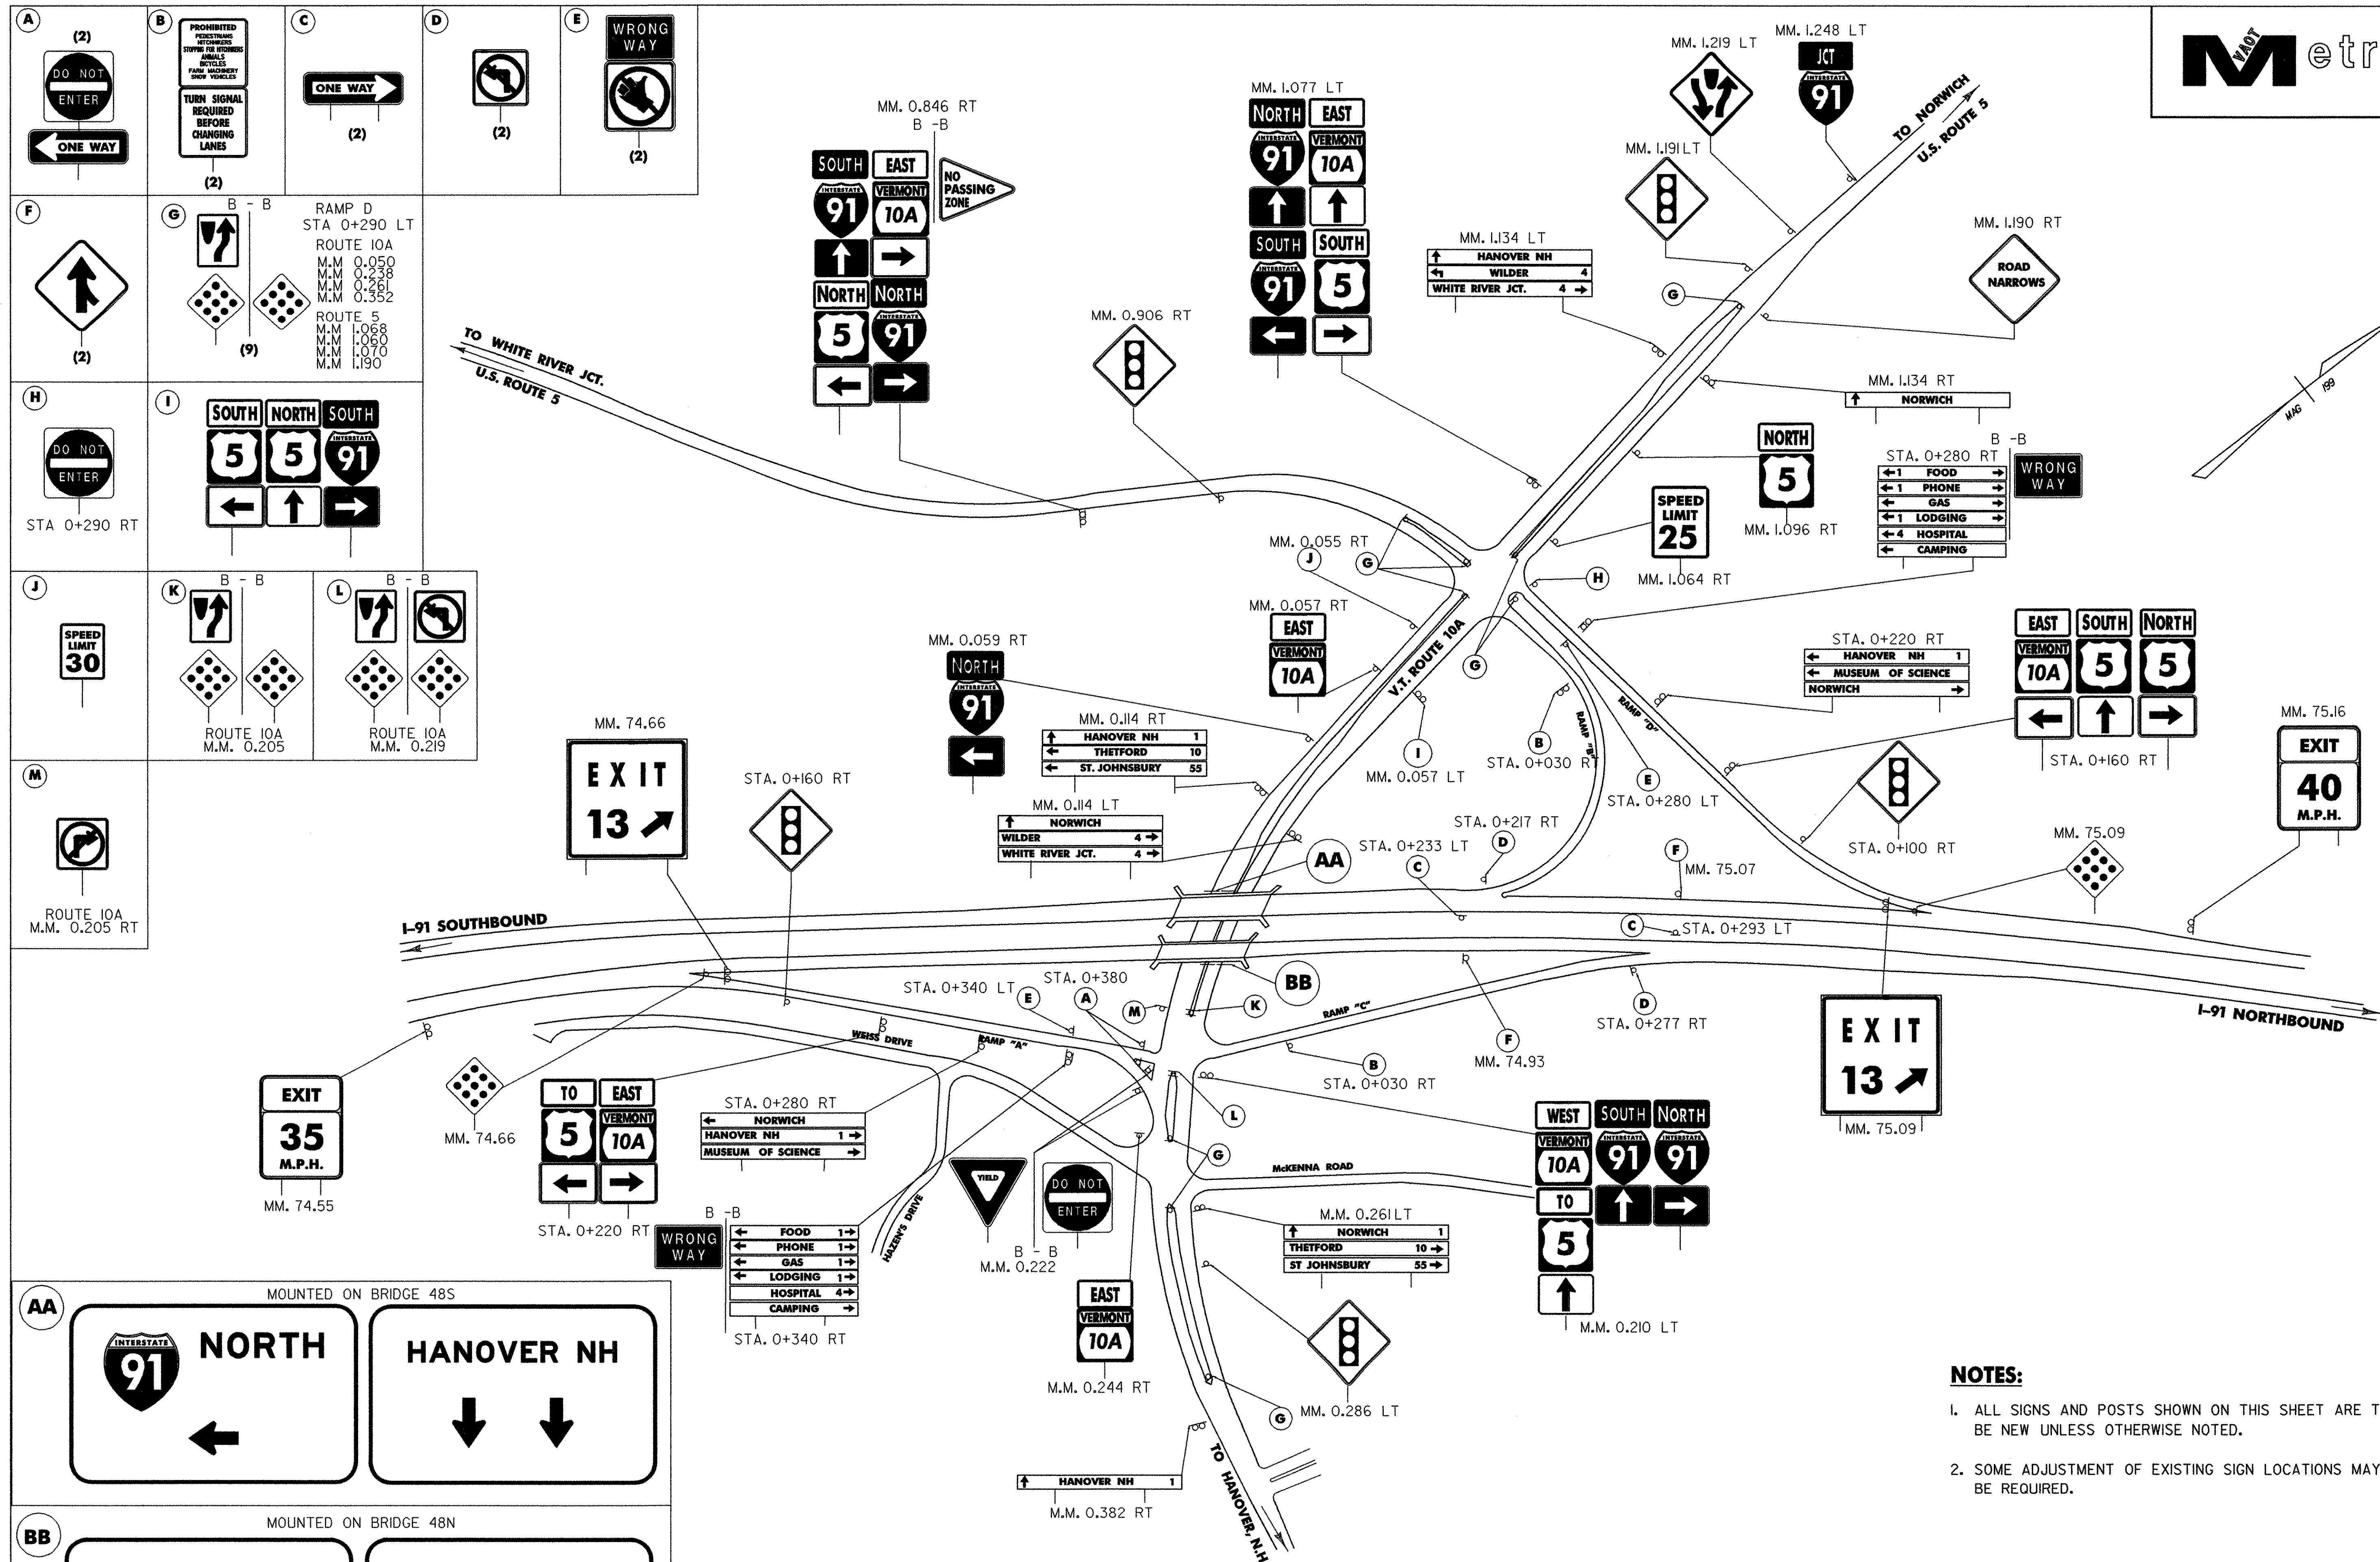 A
(2)
DO NOT
ENTER
ONE WAY
B
PROHIBITED
PEDESTRIANS
HITCHHIKERS
STOPPING FOR HITCHHIKERS
ANIMALS
BICYCLES
FARM MACHINERY
SNOW VEHICLES
TURN SIGNAL
REQUIRED
BEFORE
CHANGING
LANES
(2)
C
ONE WAY
(2)
D
(2)
E
WRONG
WAY
(2)
F
(2)
G
B - B
(9)
RAMP D
STA 0+290 LT
ROUTE 10A
M.M 0.050
M.M 0.238
M.M 0.261
M.M 0.352
ROUTE 5
M.M 1.068
M.M 1.060
M.M 1.070
M.M 1.190
H
DO NOT
ENTER
STA 0+290 RT
I
SOUTH NORTH SOUTH
5 5 INTERSTATE 91
J
SPEED
LIMIT
30
K
B - B
ROUTE 10A
M.M. 0.205
L
B - B
ROUTE 10A
M.M. 0.219
M
ROUTE 10A
M.M. 0.205 RT
VAOT
M etr
MM. 0.846 RT
B -B
SOUTH EAST
INTERSTATE 91 VERMONT 10A
NO
PASSING
ZONE
NORTH NORTH
5 INTERSTATE 91
MM. 0.906 RT
MM. 1.077 LT
NORTH EAST
INTERSTATE 91 VERMONT 10A
SOUTH SOUTH
INTERSTATE 91 5
MM. 1.219 LT
MM. 1.248 LT
JCT
INTERSTATE
91
MM. 1.191 LT
TO NORWICH
U.S. ROUTE 5
MM. 1.134 LT
HANOVER NH
WILDER 4
WHITE RIVER JCT. 4
G
MM. 1.190 RT
ROAD
NARROWS
MM. 1.134 RT
NORWICH
MAG 199
TO WHITE RIVER JCT.
U.S. ROUTE 5
NORTH
5
MM. 1.096 RT
SPEED
LIMIT
25
MM. 1.064 RT
B -B
STA. 0+280 RT
1 FOOD
1 PHONE
GAS
1 LODGING
4 HOSPITAL
CAMPING
WRONG
WAY
MM. 0.055 RT
J
G
H
MM. 0.057 RT
EAST
VERMONT
10A
V.T. ROUTE 10A
G
MM. 0.059 RT
NORTH
INTERSTATE
91
I
MM. 0.057 LT
B
STA. 0+030 RT
RAMP "B"
RAMP "D"
E
STA. 0+280 LT
STA. 0+220 RT
HANOVER NH 1
MUSEUM OF SCIENCE
NORWICH
EAST SOUTH NORTH
VERMONT 10A 5 5
STA. 0+160 RT
MM. 75.16
EXIT
40
M.P.H.
MM. 0.114 RT
HANOVER NH 1
THETFORD 10
ST. JOHNSBURY 55
MM. 0.114 LT
NORWICH
WILDER 4
WHITE RIVER JCT. 4
MM. 74.66
EXIT
13
STA. 0+160 RT
STA. 0+217 RT
D
STA. 0+233 LT
C
AA
F
MM. 75.07
STA. 0+100 RT
MM. 75.09
I-91 SOUTHBOUND
C
STA. 0+293 LT
BB
STA. 0+340 LT
E
STA. 0+380
A
M
K
RAMP "C"
D
STA. 0+277 RT
F
MM. 74.93
I-91 NORTHBOUND
EXIT
13
MM. 75.09
WEISS DRIVE
RAMP "A"
B
STA. 0+030 RT
L
EXIT
35
M.P.H.
MM. 74.55
MM. 74.66
TO EAST
5 VERMONT 10A
STA. 0+220 RT
STA. 0+280 RT
NORWICH
HANOVER NH 1
MUSEUM OF SCIENCE
HAZEN'S DRIVE
YIELD
DO NOT
ENTER
B - B
M.M. 0.222
G
McKENNA ROAD
WEST SOUTH NORTH
VERMONT 10A INTERSTATE 91 INTERSTATE 91
TO
5
M.M. 0.210 LT
B -B
WRONG
WAY
FOOD 1
PHONE 1
GAS 1
LODGING 1
HOSPITAL 4
CAMPING
STA. 0+340 RT
M.M. 0.261 LT
NORWICH 1
THETFORD 10
ST JOHNSBURY 55
EAST
VERMONT
10A
M.M. 0.244 RT
MM. 0.286 LT
G
HANOVER NH 1
M.M. 0.382 RT
TO HANOVER, N.H.
AA
MOUNTED ON BRIDGE 48S
INTERSTATE
91
NORTH
HANOVER NH
BB
MOUNTED ON BRIDGE 48N
NOTES:
1. ALL SIGNS AND POSTS SHOWN ON THIS SHEET ARE T
BE NEW UNLESS OTHERWISE NOTED.
2. SOME ADJUSTMENT OF EXISTING SIGN LOCATIONS MAY
BE REQUIRED.